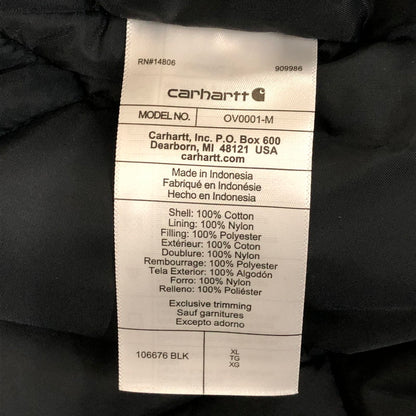 RN#14806 909986
carhartt
MODEL NO. OV0001-M
Carhartt, Inc. P.O. Box 600
Dearborn, MI 48121 USA
carhartt.com
Made in Indonesia
Fabriqué en Indonésie
Hecho en Indonesia
Shell: 100% Cotton
Lining: 100% Nylon
Filling: 100% Polyester
Extérieur: 100% Coton
Doublure: 100% Nylon
Rembourrage: 100% Polyester
Tela Exterior: 100% Algodón
Forro: 100% Nylon
Relleno: 100% Poliéster
Exclusive trimming
Sauf garnitures
Excepto adorno
106676 BLK
XL
TG
XG